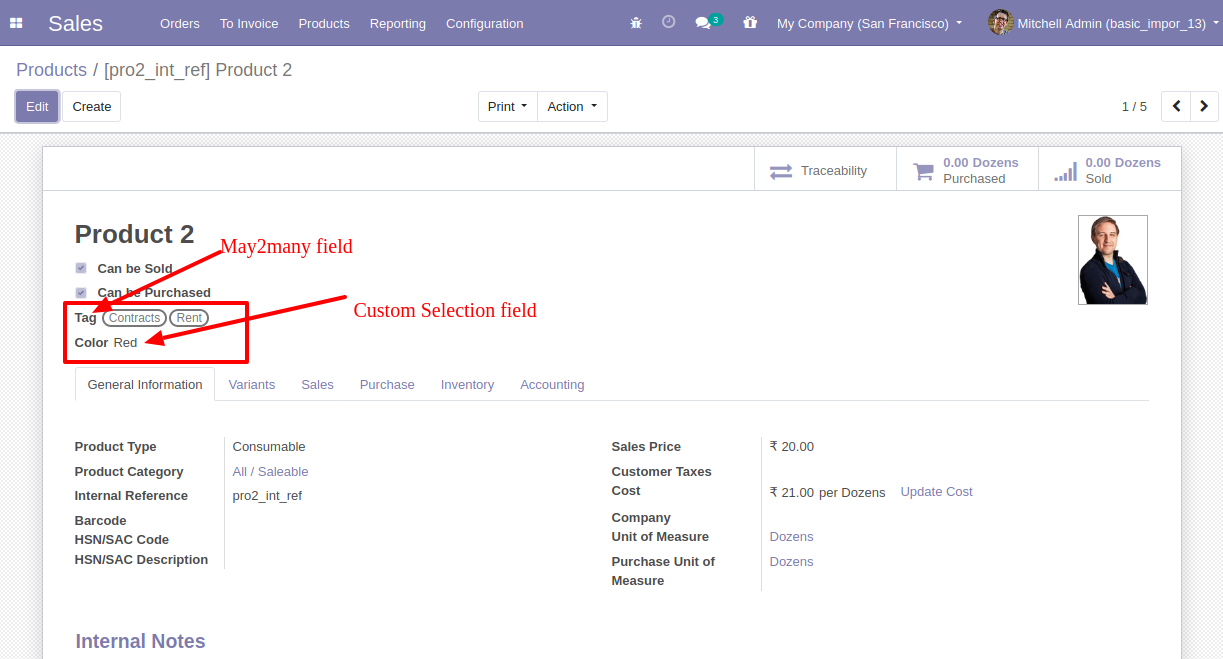 Sales Orders To Invoice Products Reporting Configuration 3 My Company (San Francisco) Mitchell Admin (basic_impor_13)
Products / [pro2_int_ref] Product 2
Edit Create Print Action 1 / 5
Traceability
0.00 Dozens
Purchased
0.00 Dozens
Sold
Product 2
May2many field
Can be Sold
Can be Purchased
Custom Selection field
Tag Contracts Rent
Color Red
General Information Variants Sales Purchase Inventory Accounting
Product Type Consumable
Product Category All / Saleable
Internal Reference pro2_int_ref
Barcode
HSN/SAC Code
HSN/SAC Description
Sales Price ₹ 20.00
Customer Taxes
Cost ₹ 21.00 per Dozens Update Cost
Company
Unit of Measure Dozens
Purchase Unit of Dozens
Measure
Internal Notes